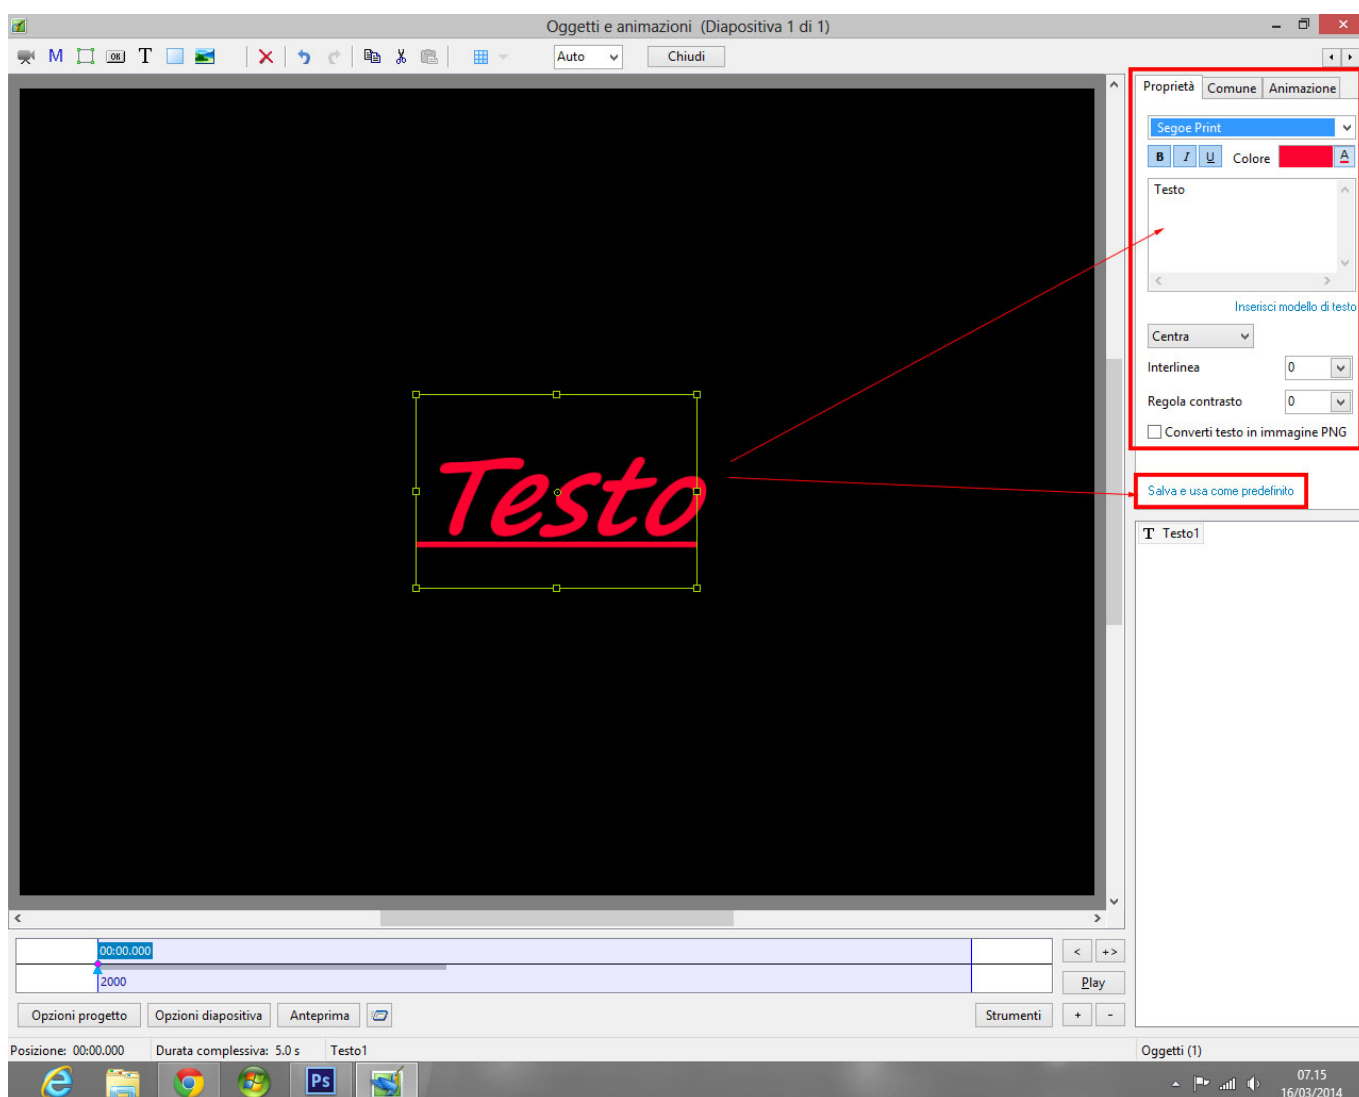 Oggetti e animazioni (Diapositiva 1 di 1)
M OK T Auto Chiudi
Proprietà Comune Animazione
Segoe Print
B I U Colore A
Testo
Inserisci modello di testo
Centra
Interlinea 0
Regola contrasto 0
Converti testo in immagine PNG
Testo
Salva e usa come predefinito
T Testo1
00:00.000
2000
< +>
Play
Opzioni progetto Opzioni diapositiva Anteprima Strumenti + -
Posizione: 00:00.000 Durata complessiva: 5.0 s Testo1 Oggetti (1)
Ps
07.15
16/03/2014